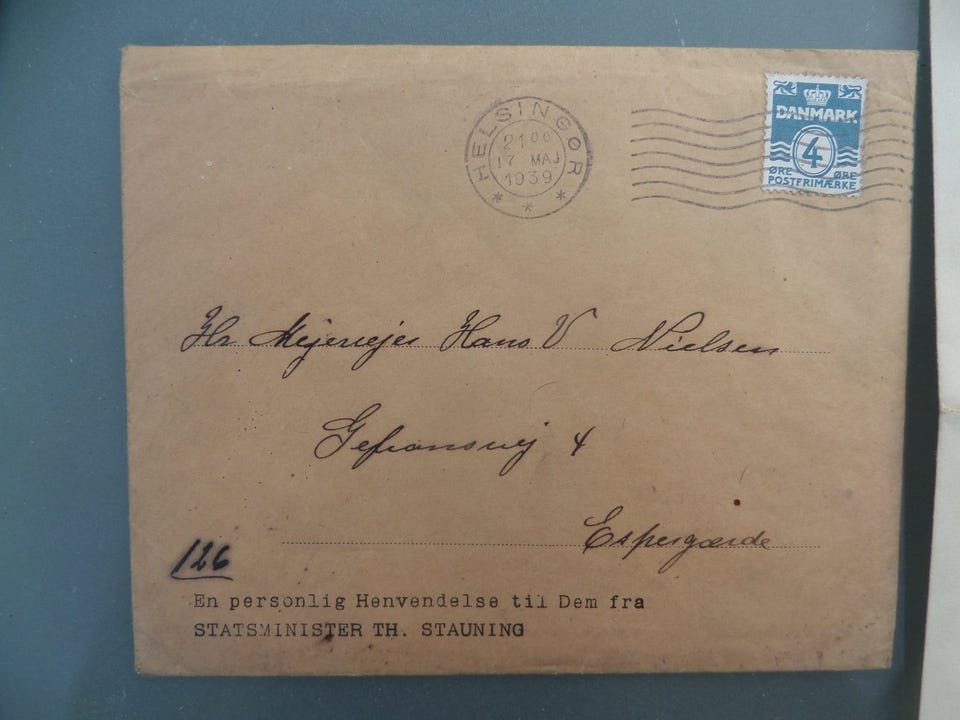 HELSINGØR
21 00
17 MAJ
1939
* * *
DANMARK
4
ØRE ØRE
POSTFRIMÆRKE
Hr Mejeriejer Hans V Nielsen
Gefionsvej 4
Espergærde
126
En personlig Henvendelse til Dem fra
STATSMINISTER TH. STAUNING